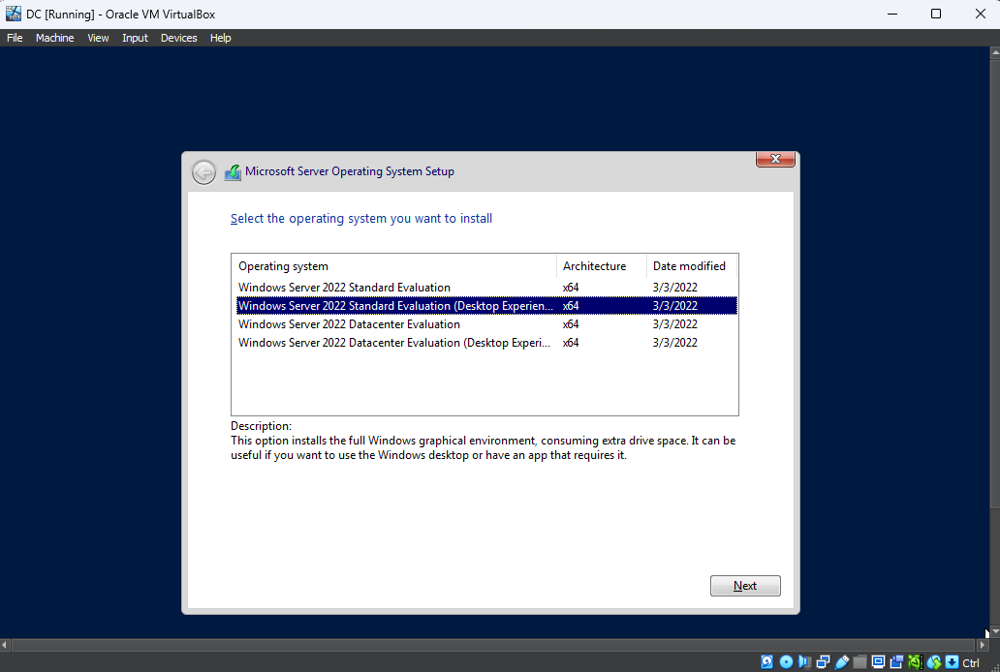 DC [Running] - Oracle VM VirtualBox
File Machine View Input Devices Help
Microsoft Server Operating System Setup
Select the operating system you want to install
Operating system Architecture Date modified
Windows Server 2022 Standard Evaluation x64 3/3/2022
Windows Server 2022 Standard Evaluation (Desktop Experien... x64 3/3/2022
Windows Server 2022 Datacenter Evaluation x64 3/3/2022
Windows Server 2022 Datacenter Evaluation (Desktop Experi... x64 3/3/2022
Description:
This option installs the full Windows graphical environment, consuming extra drive space. It can be
useful if you want to use the Windows desktop or have an app that requires it.
Next
Ctrl